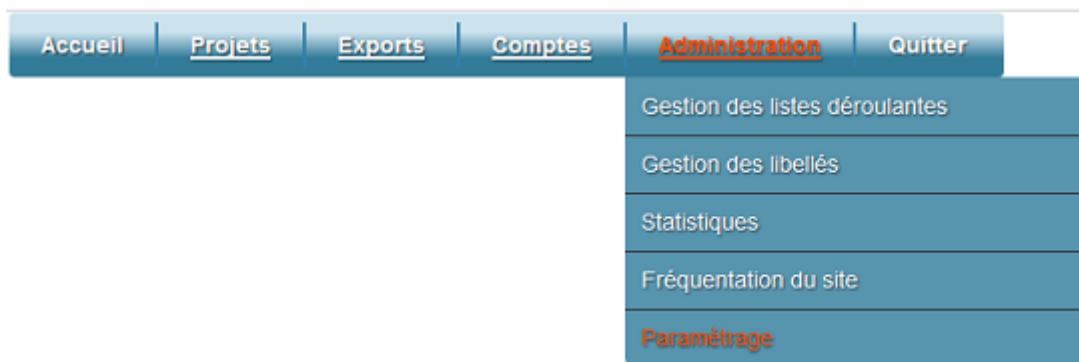 Accueil Projets Exports Comptes Administration Quitter
Gestion des listes déroulantes
Gestion des libellés
Statistiques
Fréquentation du site
Paramétrage